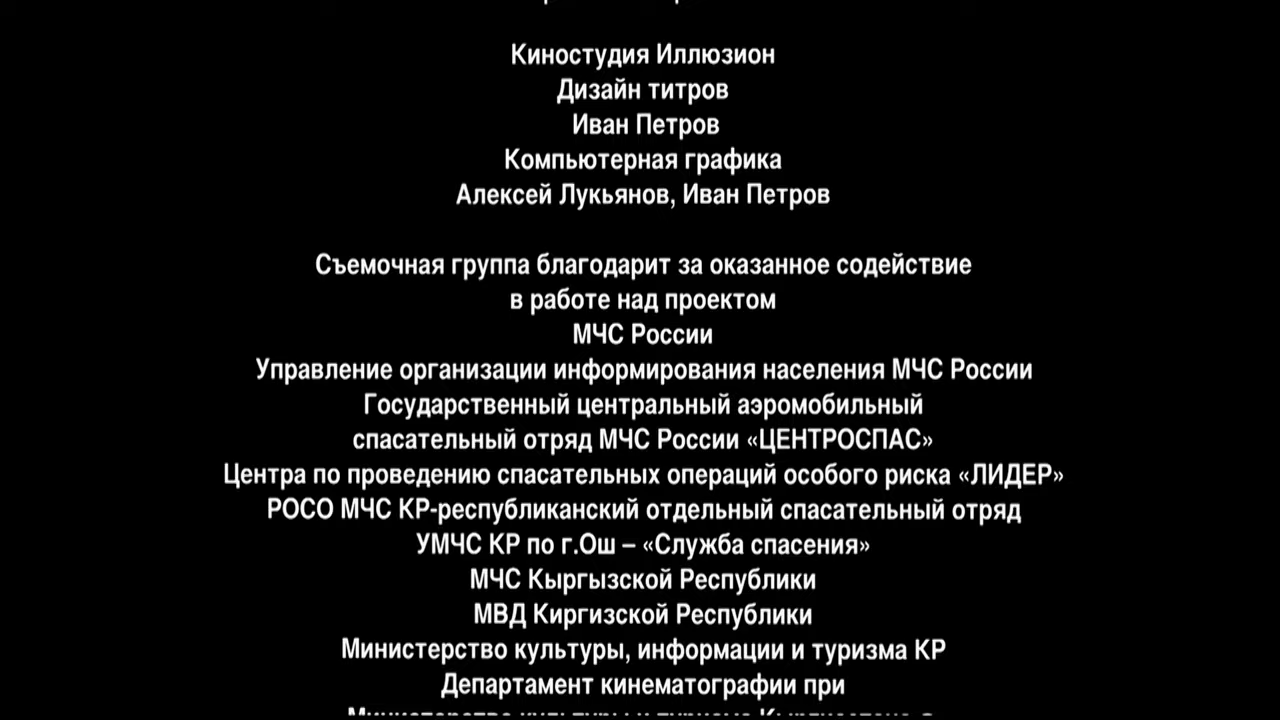 Киностудия Иллюзион
Дизайн титров
Иван Петров
Компьютерная графика
Алексей Лукьянов, Иван Петров
Съемочная группа благодарит за оказанное содействие
в работе над проектом
МЧС России
Управление организации информирования населения МЧС России
Государственный центральный аэромобильный
спасательный отряд МЧС России «ЦЕНТРОСПАС»
Центра по проведению спасательных операций особого риска «ЛИДЕР»
РОСО МЧС КР-республиканский отдельный спасательный отряд
УМЧС КР по г.Ош – «Служба спасения»
МЧС Кыргызской Республики
МВД Киргизской Республики
Министерство культуры, информации и туризма КР
Департамент кинематографии при